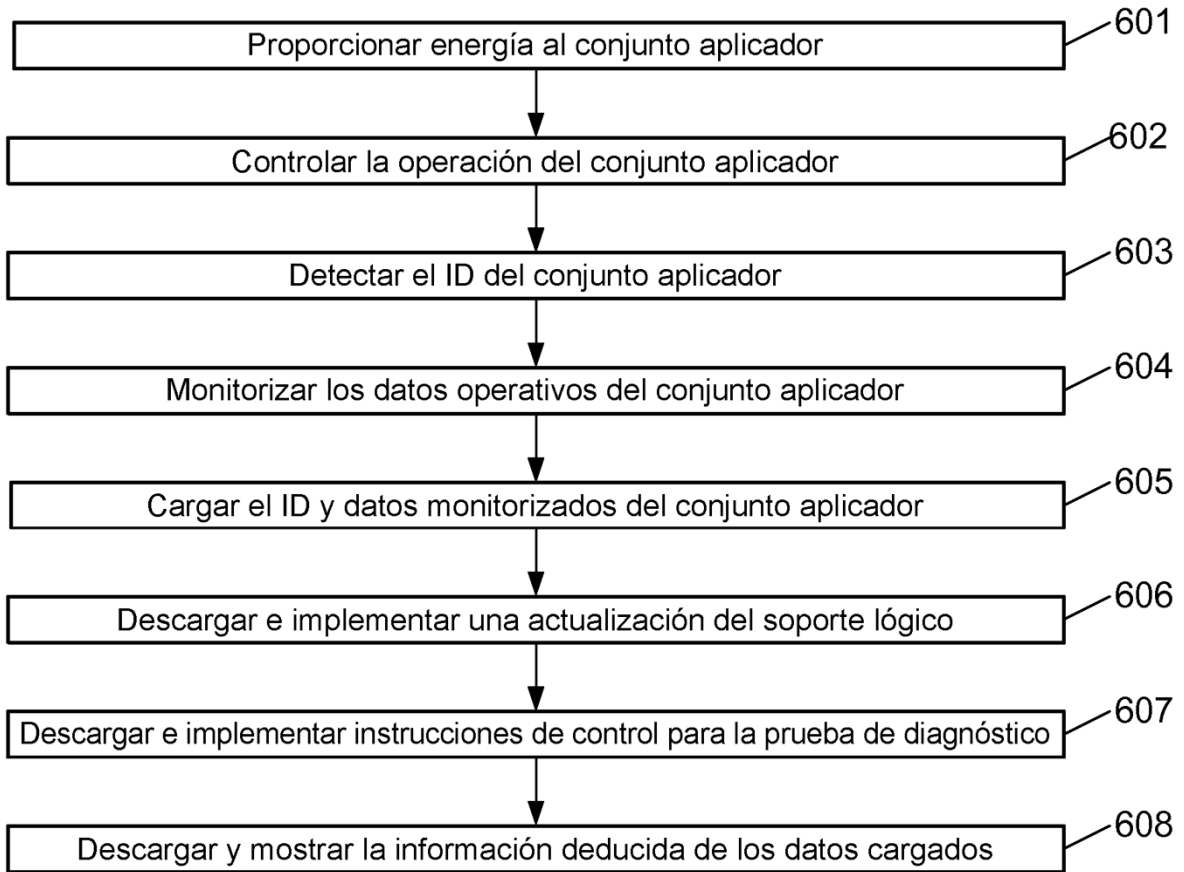 Proporcionar energía al conjunto aplicador
601
Controlar la operación del conjunto aplicador
602
Detectar el ID del conjunto aplicador
603
Monitorizar los datos operativos del conjunto aplicador
604
Cargar el ID y datos monitorizados del conjunto aplicador
605
Descargar e implementar una actualización del soporte lógico
606
Descargar e implementar instrucciones de control para la prueba de diagnóstico
607
Descargar y mostrar la información deducida de los datos cargados
608